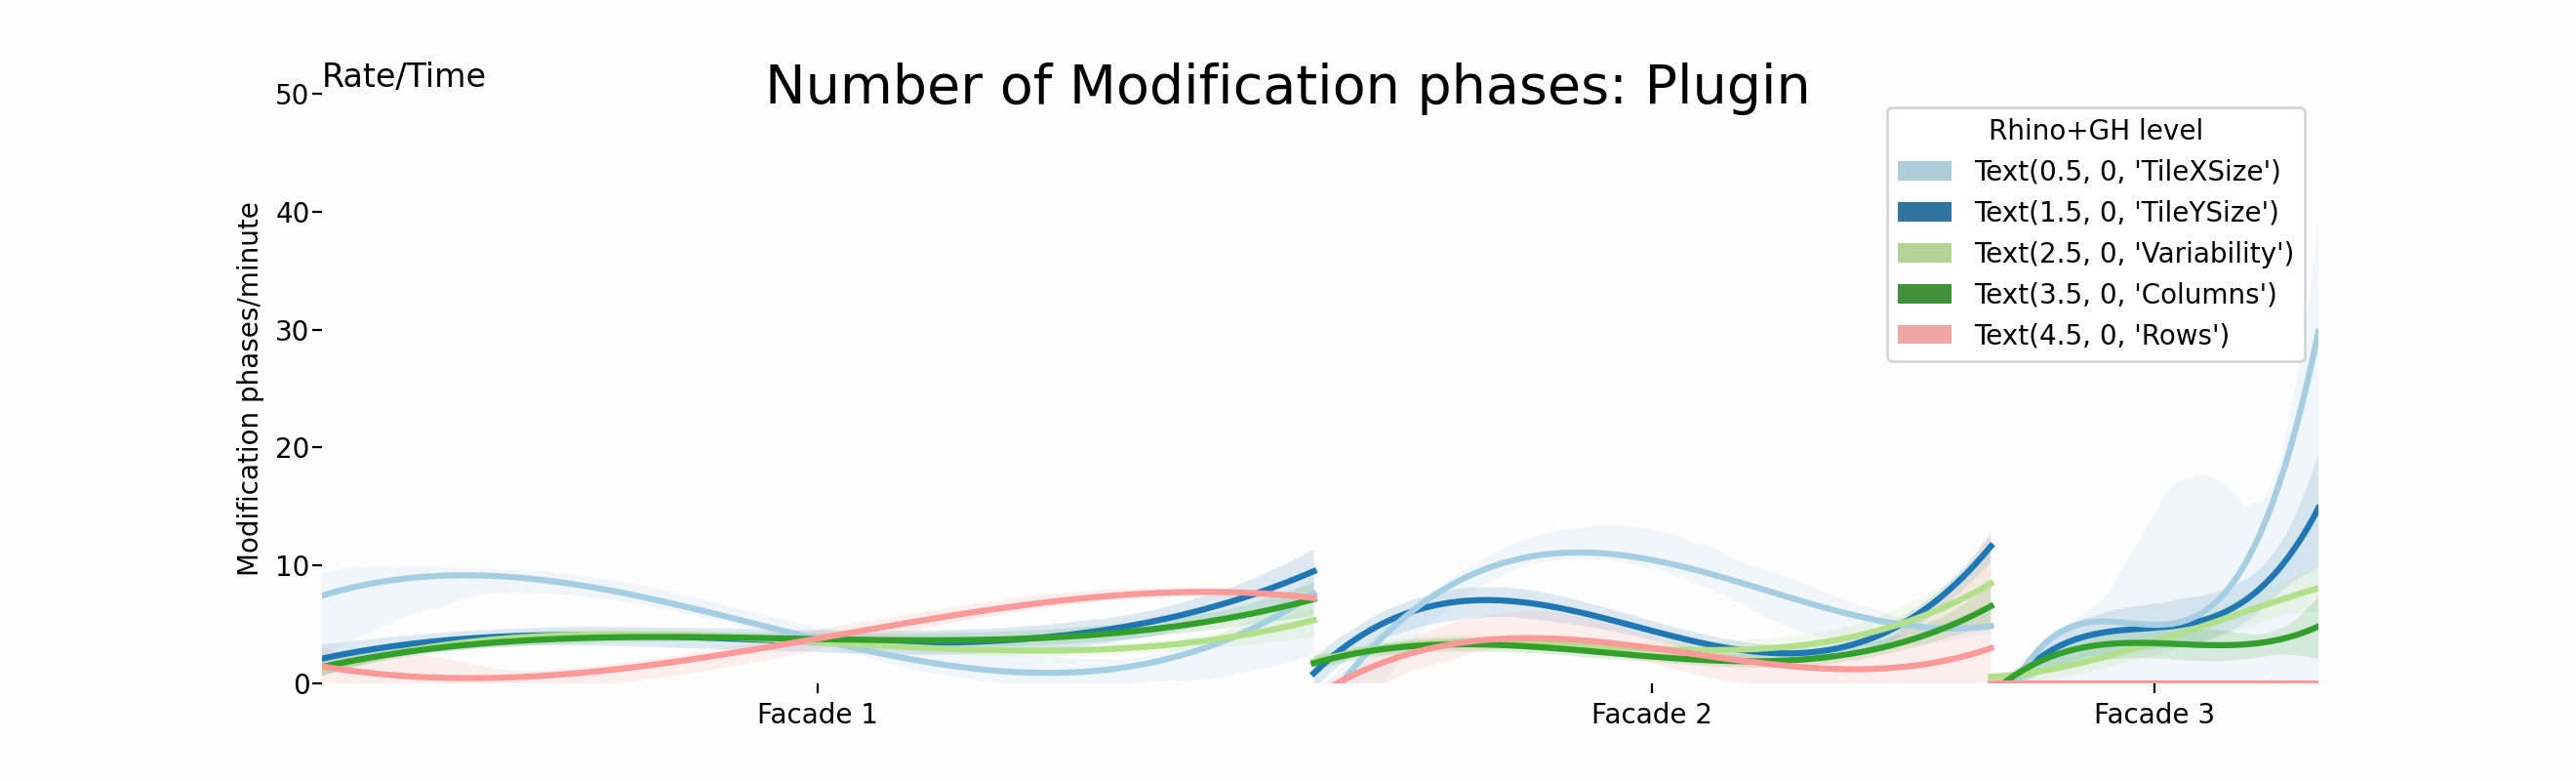 Rate/Time
Number of Modification phases: Plugin
Modification phases/minute
50
40
30
20
10
0
Rhino+GH level
Text(0.5, 0, 'TileXSize')
Text(1.5, 0, 'TileYSize')
Text(2.5, 0, 'Variability')
Text(3.5, 0, 'Columns')
Text(4.5, 0, 'Rows')
Facade 1
Facade 2
Facade 3